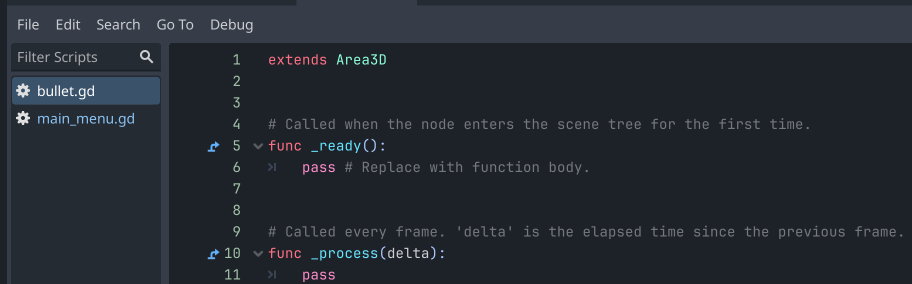 File Edit Search Go To Debug
Filter Scripts
bullet.gd
main_menu.gd
1 extends Area3D
2
3
4 # Called when the node enters the scene tree for the first time.
5 func _ready():
6 pass # Replace with function body.
7
8
9 # Called every frame. 'delta' is the elapsed time since the previous frame.
10 func _process(delta):
11 pass